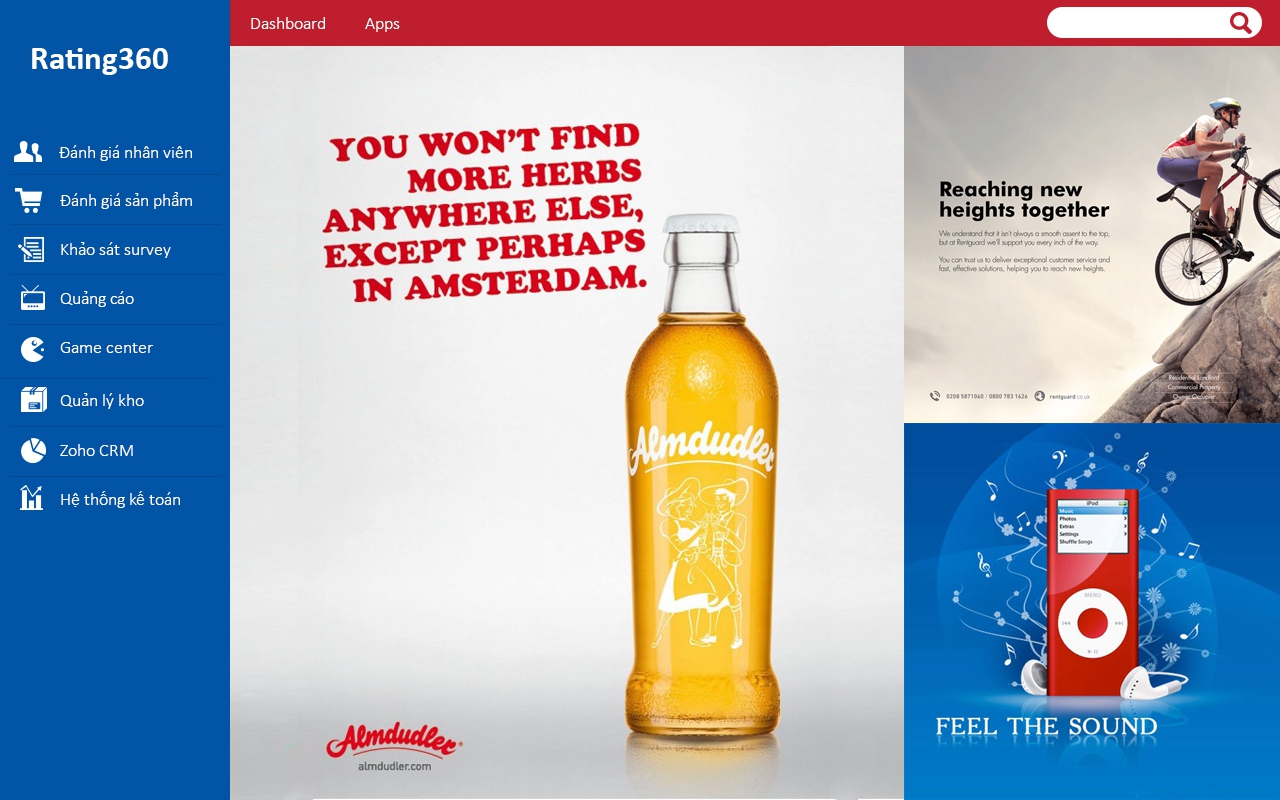 Rating360
Đánh giá nhân viên
Đánh giá sản phẩm
Khảo sát survey
Quảng cáo
Game center
Quản lý kho
Zoho CRM
Hệ thống kế toán
Dashboard Apps
YOU WON'T FIND
MORE HERBS
ANYWHERE ELSE,
EXCEPT PERHAPS
IN AMSTERDAM.
Almdudler
Almdudler
almdudler.com
Reaching new
heights together
We understand that it isn't always a smooth assent to the top,
but at Rentguard we'll support you every inch of the way.
You can trust us to deliver exceptional customer service and
fast, effective solutions, helping you to reach new heights.
Residential Landlord
Commercial Property
Owner Occupier
0208 5871060 / 0800 783 1626 rentguard.co.uk
iPod
Music
Photos
Extras
Settings
Shuffle Songs
MENU
FEEL THE SOUND